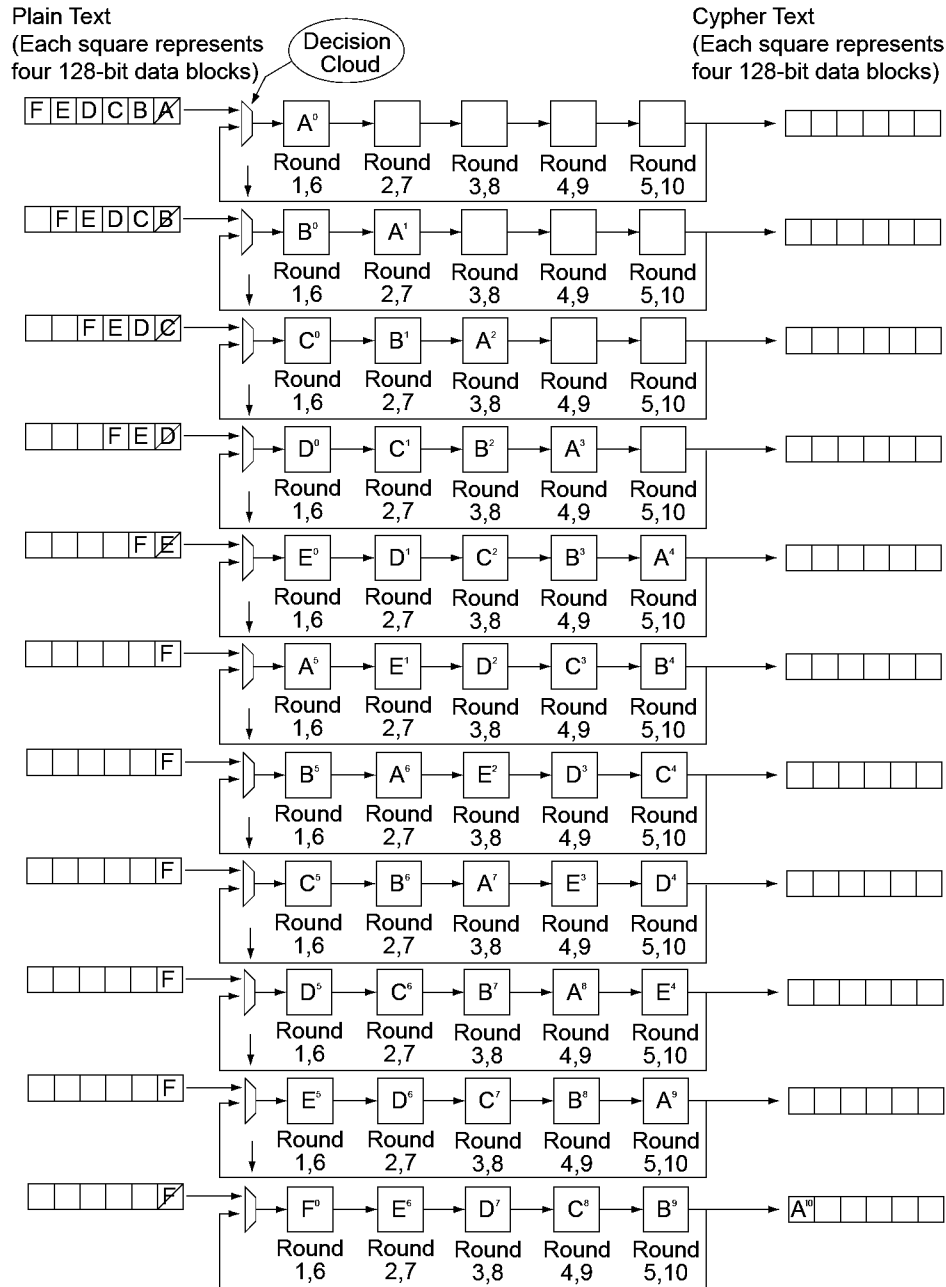 Plain Text
(Each square represents
four 128-bit data blocks)
Decision
Cloud
Cypher Text
(Each square represents
four 128-bit data blocks)
F E D C B A
A⁰
Round Round Round Round Round
1,6 2,7 3,8 4,9 5,10
F E D C B
B⁰ A¹
Round Round Round Round Round
1,6 2,7 3,8 4,9 5,10
F E D C
C⁰ B¹ A²
Round Round Round Round Round
1,6 2,7 3,8 4,9 5,10
F E D
D⁰ C¹ B² A³
Round Round Round Round Round
1,6 2,7 3,8 4,9 5,10
F E
E⁰ D¹ C² B³ A⁴
Round Round Round Round Round
1,6 2,7 3,8 4,9 5,10
F
A⁵ E¹ D² C³ B⁴
Round Round Round Round Round
1,6 2,7 3,8 4,9 5,10
F
B⁵ A⁶ E² D³ C⁴
Round Round Round Round Round
1,6 2,7 3,8 4,9 5,10
F
C⁵ B⁶ A⁷ E³ D⁴
Round Round Round Round Round
1,6 2,7 3,8 4,9 5,10
F
D⁵ C⁶ B⁷ A⁸ E⁴
Round Round Round Round Round
1,6 2,7 3,8 4,9 5,10
F
E⁵ D⁶ C⁷ B⁸ A⁹
Round Round Round Round Round
1,6 2,7 3,8 4,9 5,10
F
F⁰ E⁶ D⁷ C⁸ B⁹ A¹⁰
Round Round Round Round Round
1,6 2,7 3,8 4,9 5,10